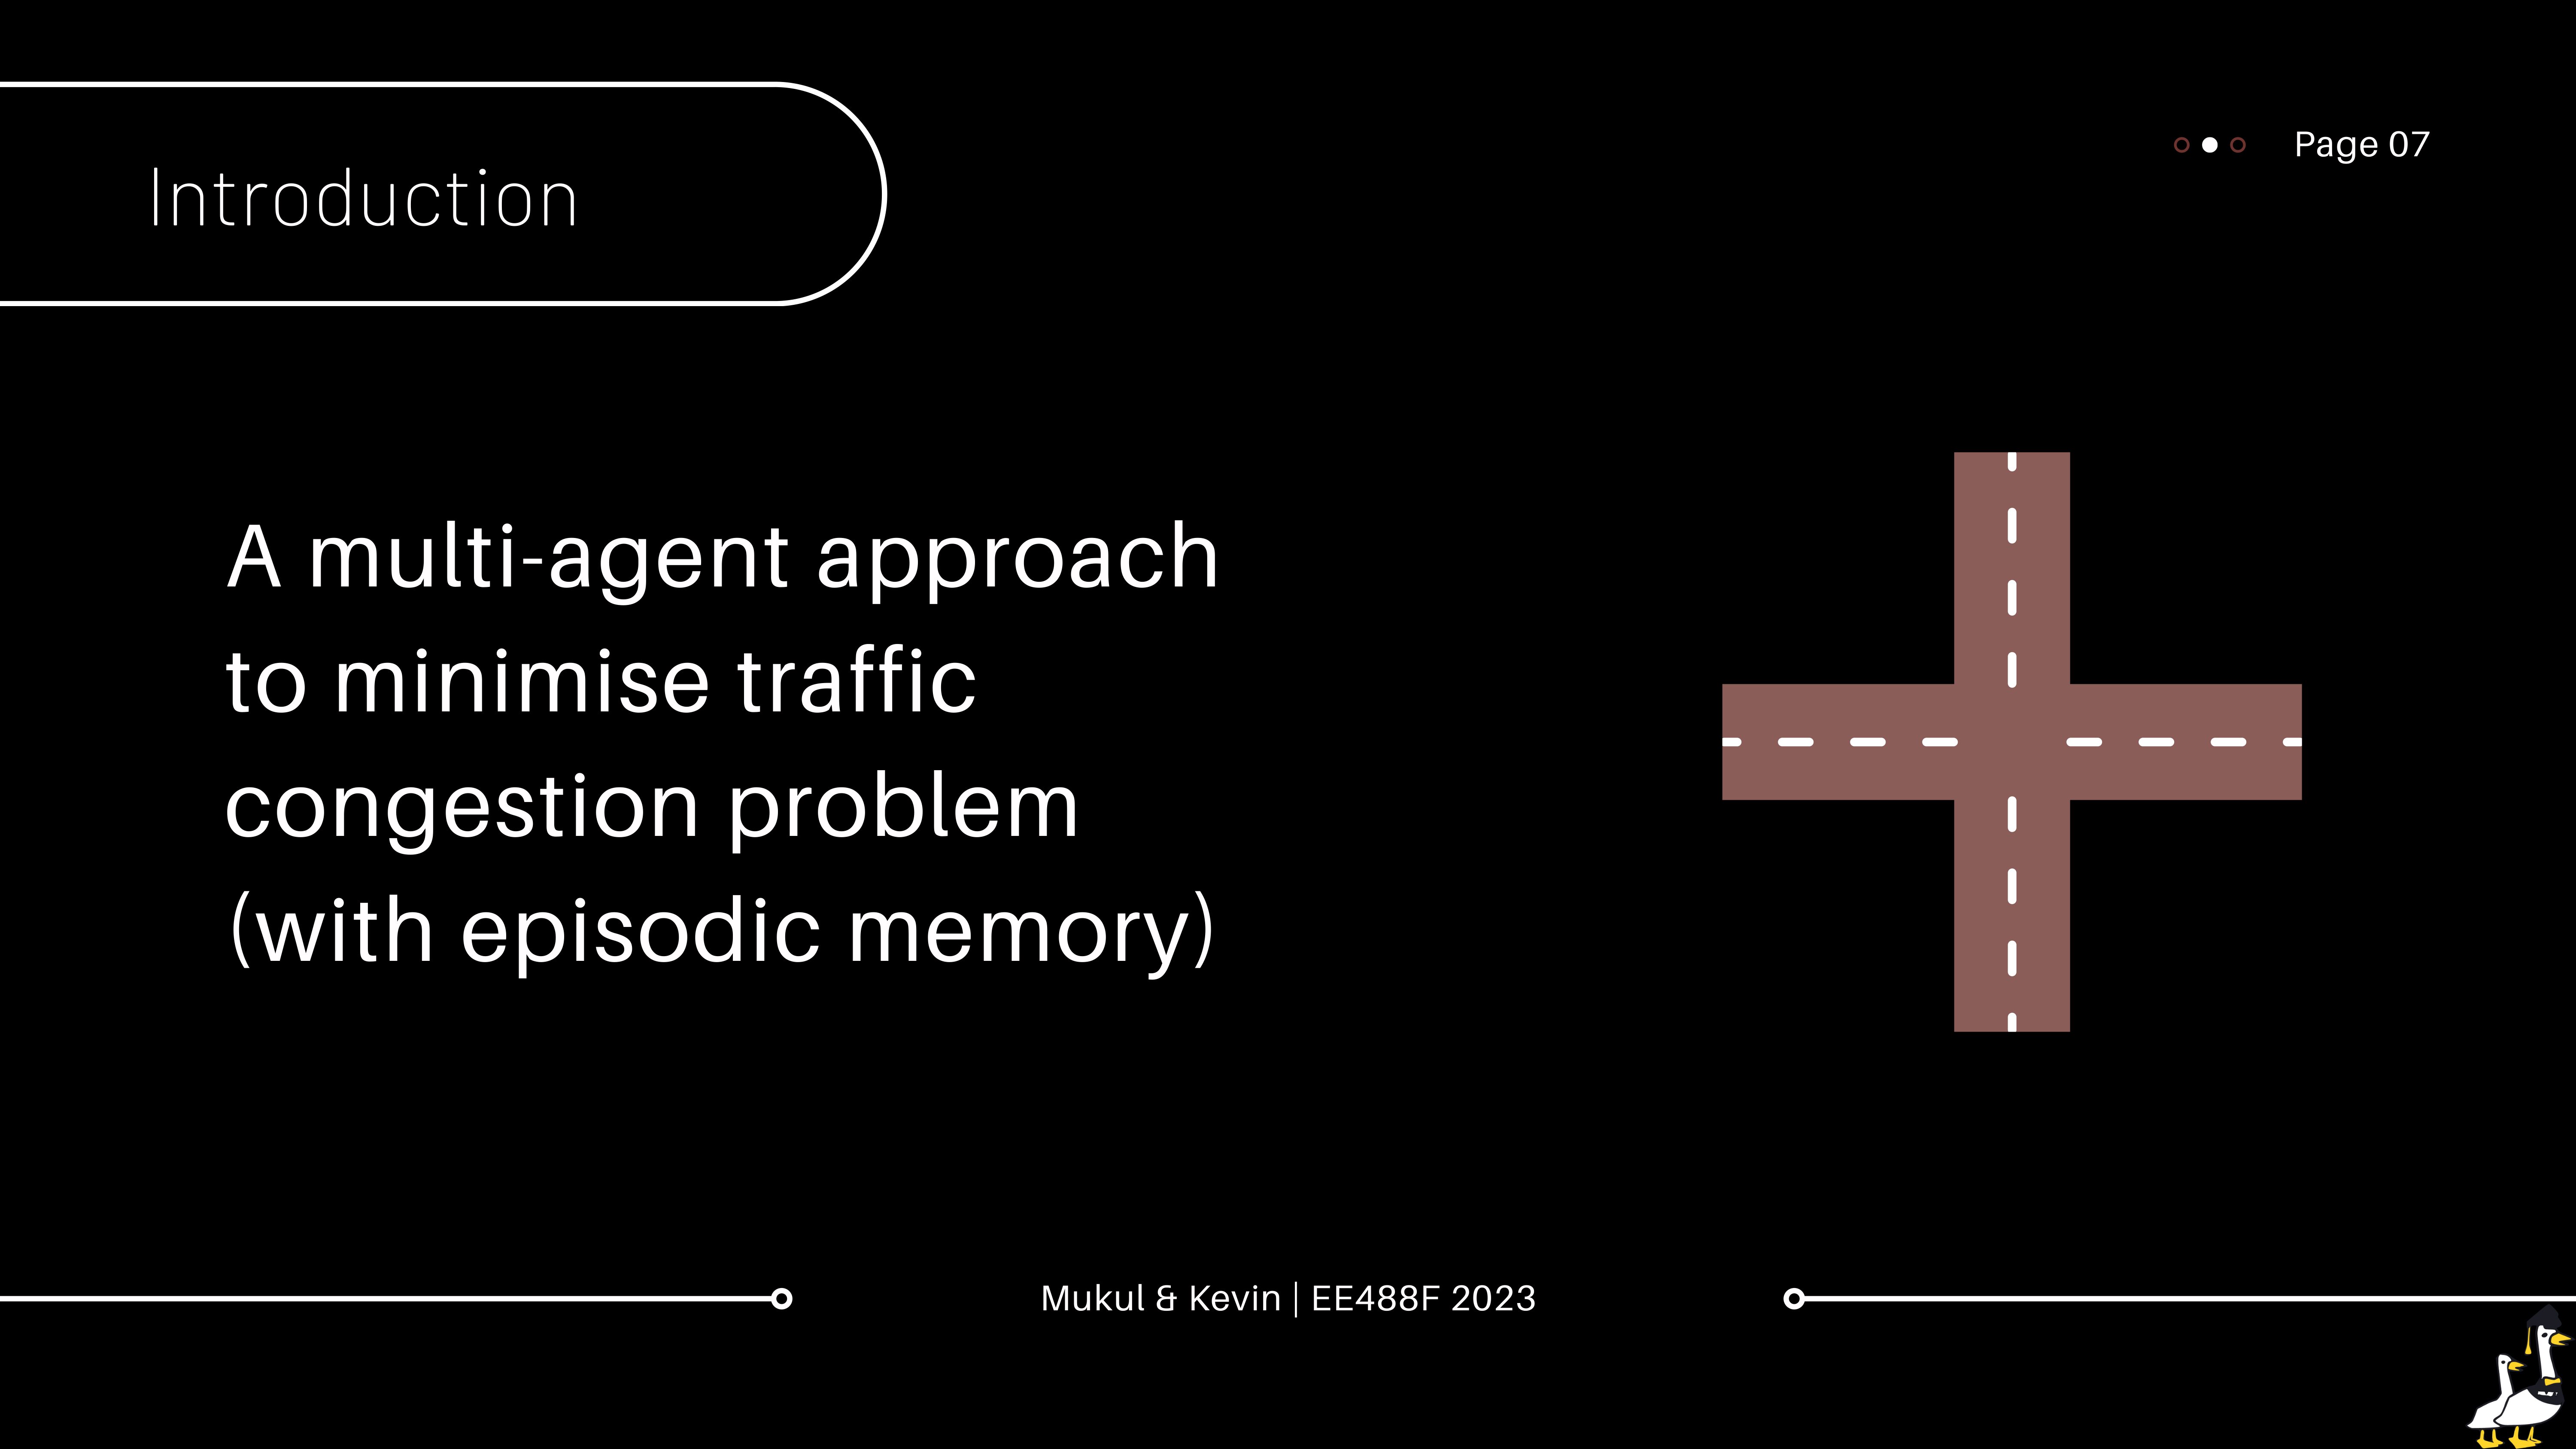 Introduction
Page 07
A multi-agent approach
to minimise traffic
congestion problem
(with episodic memory)
Mukul & Kevin | EE488F 2023